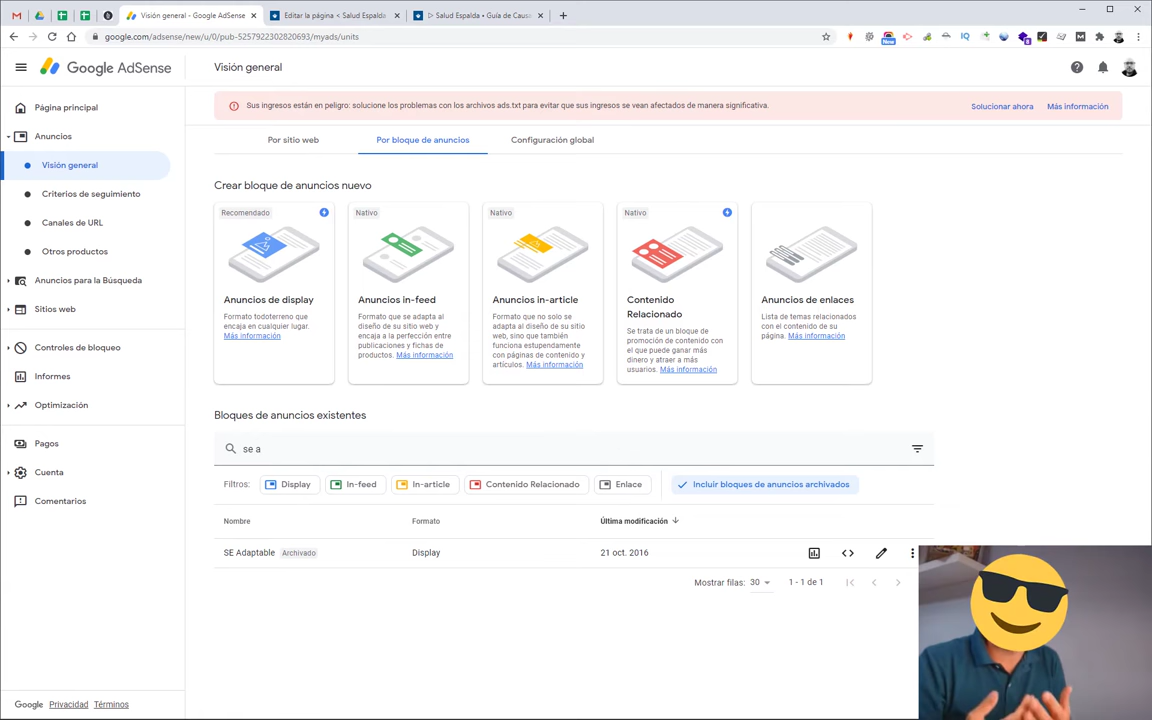 Visión general - Google AdSense
Editar la página < Salud Espalda
▷ Salud Espalda • Guía de Causa
google.com/adsense/new/u/0/pub-5257922302820693/myads/units
New
IQ
Google AdSense
Visión general
Sus ingresos están en peligro: solucione los problemas con los archivos ads.txt para evitar que sus ingresos se vean afectados de manera significativa.
Solucionar ahora
Más información
Página principal
Anuncios
Visión general
Criterios de seguimiento
Canales de URL
Otros productos
Anuncios para la Búsqueda
Sitios web
Controles de bloqueo
Informes
Optimización
Pagos
Cuenta
Comentarios
Google Privacidad Términos
Por sitio web
Por bloque de anuncios
Configuración global
Crear bloque de anuncios nuevo
Recomendado
Anuncios de display
Formato todoterreno que
encaja en cualquier lugar.
Más información
Nativo
Anuncios in-feed
Formato que se adapta al
diseño de su sitio web y
encaja a la perfección entre
publicaciones y fichas de
productos. Más información
Nativo
Anuncios in-article
Formato que no solo se
adapta al diseño de su sitio
web, sino que también
funciona estupendamente
con páginas de contenido y
artículos. Más información
Nativo
Contenido
Relacionado
Se trata de un bloque de
promoción de contenido con
el que puede ganar más
dinero y atraer a más
usuarios. Más información
Anuncios de enlaces
Lista de temas relacionados
con el contenido de su
página. Más información
Bloques de anuncios existentes
se a
Filtros:
Display
In-feed
In-article
Contenido Relacionado
Enlace
Incluir bloques de anuncios archivados
Nombre
Formato
Última modificación
SE Adaptable Archivado
Display
21 oct. 2016
Mostrar filas: 30
1 - 1 de 1